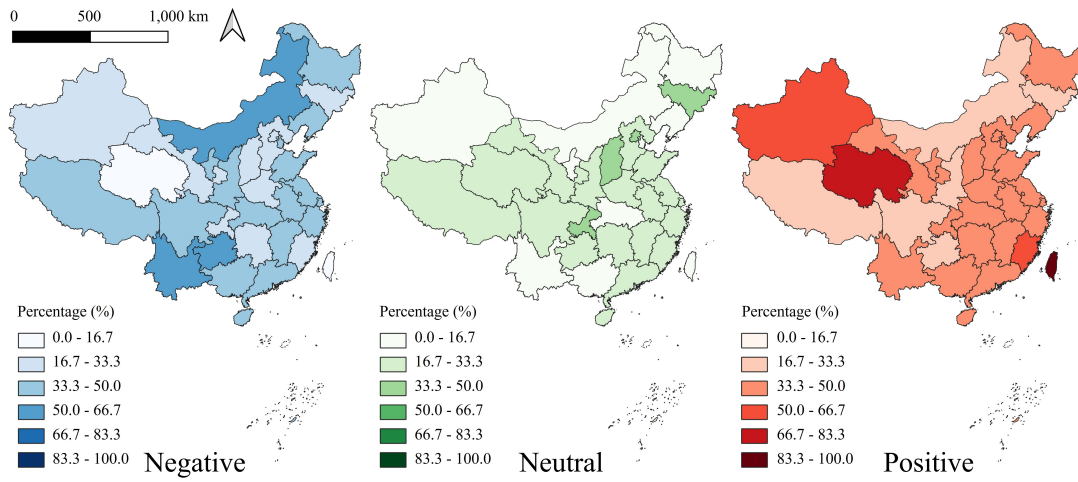 0 500 1,000 km
Percentage (%)
0.0 - 16.7
16.7 - 33.3
33.3 - 50.0
50.0 - 66.7
66.7 - 83.3
83.3 - 100.0
Negative
Percentage (%)
0.0 - 16.7
16.7 - 33.3
33.3 - 50.0
50.0 - 66.7
66.7 - 83.3
83.3 - 100.0
Neutral
Percentage (%)
0.0 - 16.7
16.7 - 33.3
33.3 - 50.0
50.0 - 66.7
66.7 - 83.3
83.3 - 100.0
Positive